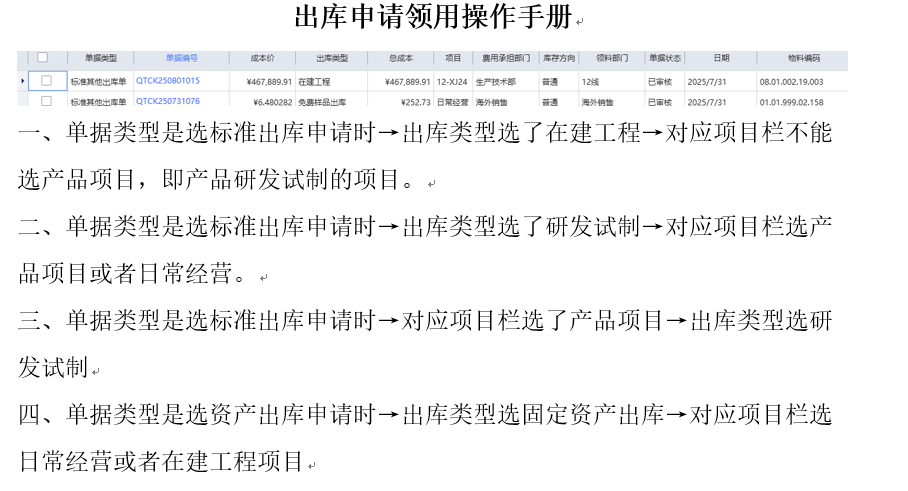 出库申请领用操作手册
单据类型 单据编号 成本价 出库类型 总成本 项目 费用承担部门 库存方向 领料部门 单据状态 日期 物料编码
标准其他出库单 QTCK250801015 ¥467,889.91 在建工程 ¥467,889.91 12-XJ24 生产技术部 普通 12线 已审核 2025/7/31 08.01.002.19.003
标准其他出库单 QTCK250731076 ¥6.480282 免费样品出库 ¥252.73 日常经营 海外销售 普通 海外销售 已审核 2025/7/31 01.01.999.02.158
一、单据类型是选标准出库申请时→出库类型选了在建工程→对应项目栏不能
选产品项目，即产品研发试制的项目。
二、单据类型是选标准出库申请时→出库类型选了研发试制→对应项目栏选产
品项目或者日常经营。
三、单据类型是选标准出库申请时→对应项目栏选了产品项目→出库类型选研
发试制
四、单据类型是选资产出库申请时→出库类型选固定资产出库→对应项目栏选
日常经营或者在建工程项目